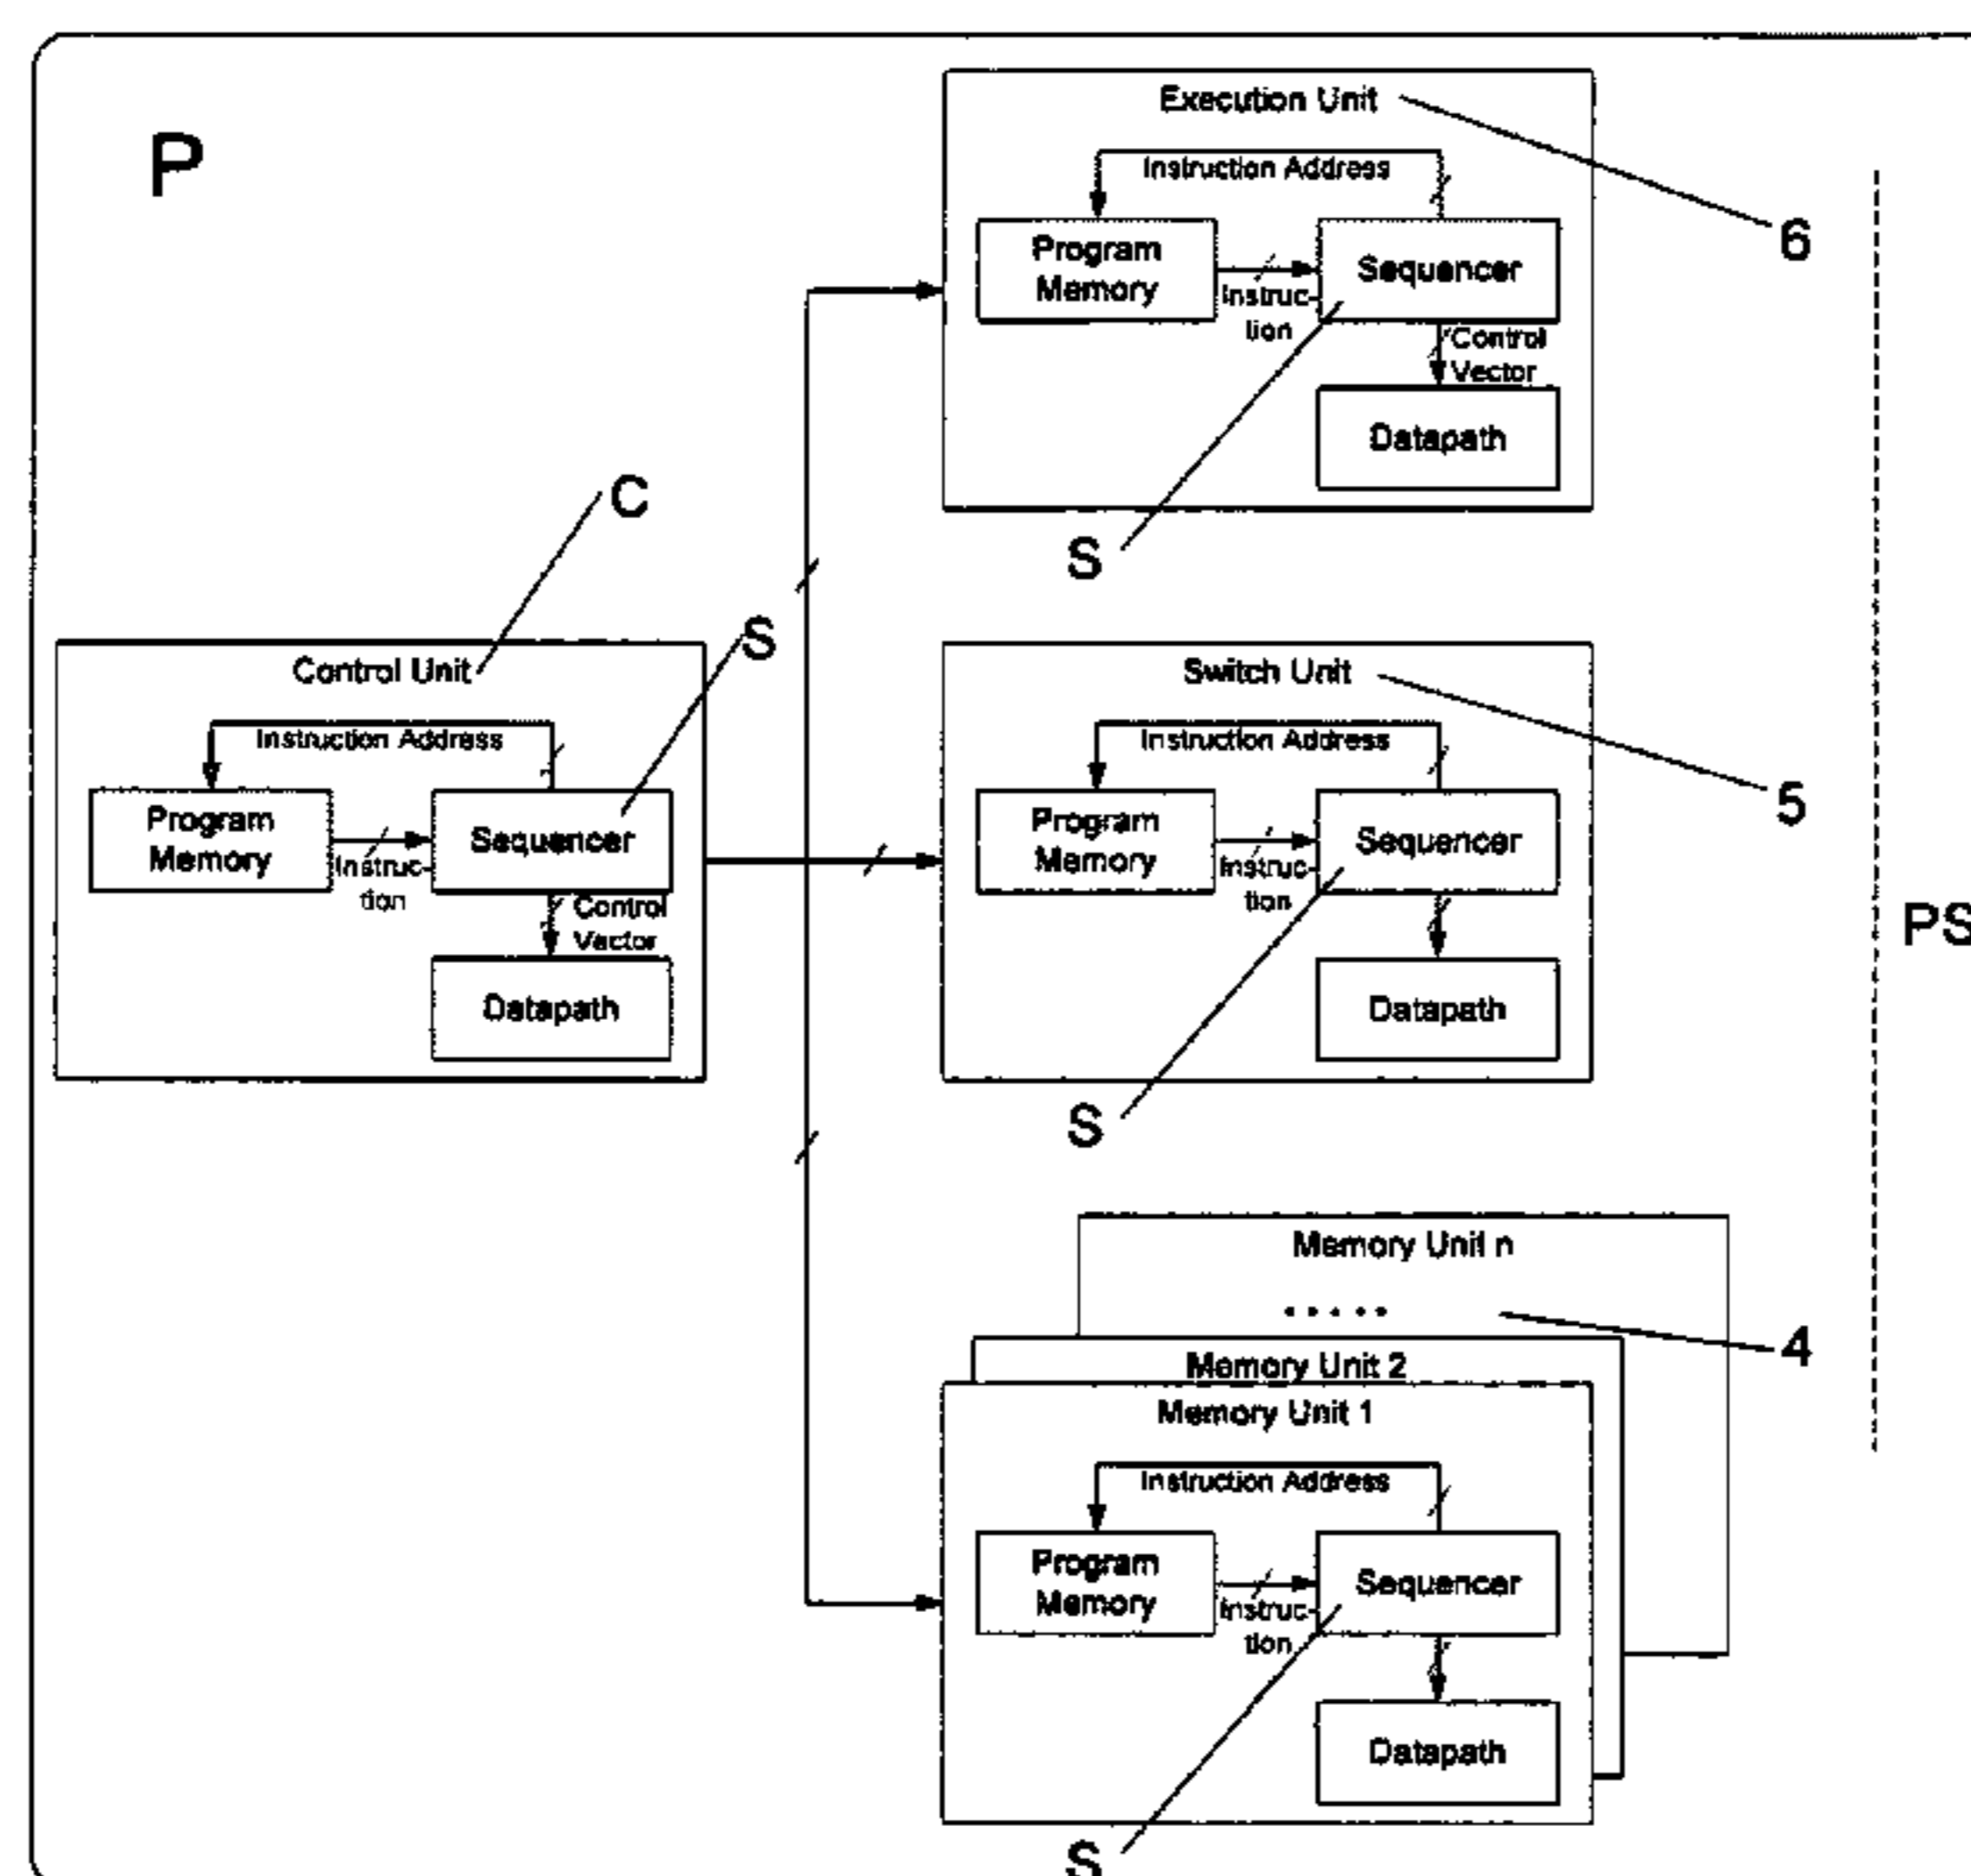 P
Execution Unit
Instruction Address
6
Program
Memory
Sequencer
Instruc-
tion
Control
Vector
Datapath
S
C
S
Control Unit
Instruction Address
Program
Memory
Sequencer
Instruc-
tion
Control
Vector
Datapath
Switch Unit
Instruction Address
5
Program
Memory
Sequencer
Instruc-
tion
Datapath
S
PS
Memory Unit n
.....
4
Memory Unit 2
Memory Unit 1
Instruction Address
Program
Memory
Sequencer
Instruc-
tion
Datapath
S